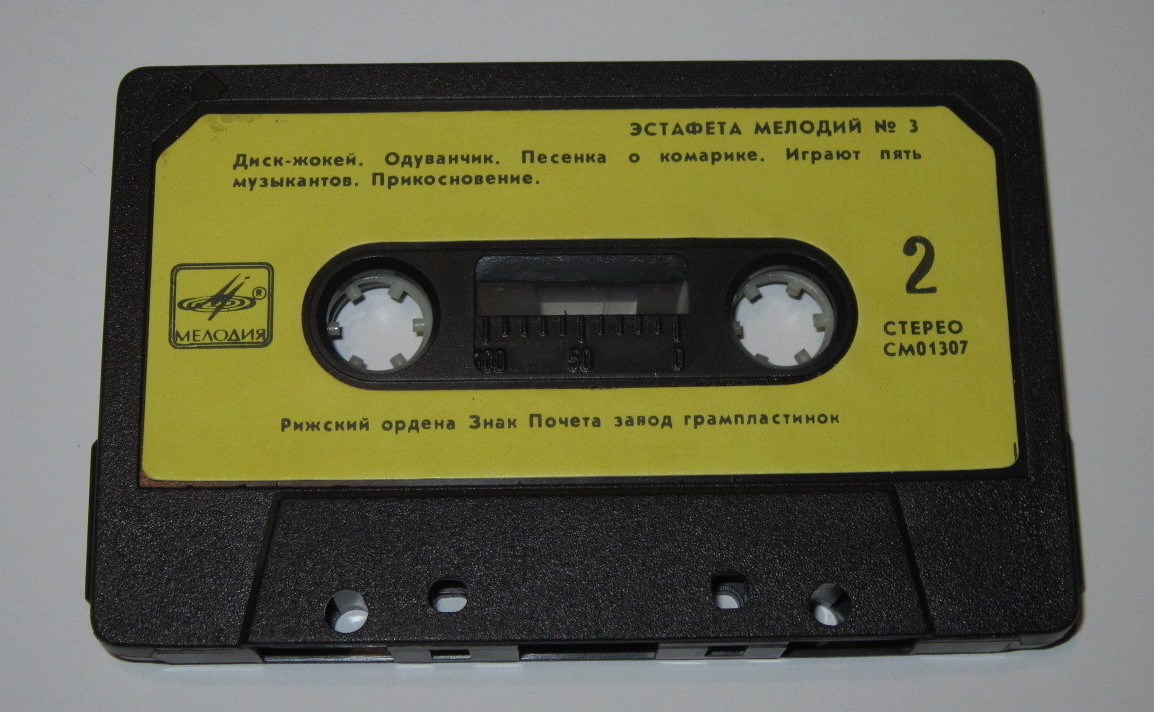 ЭСТАФЕТА МЕЛОДИЙ № 3
Диск-жокей. Одуванчик. Песенка о комарике. Играют пять
музыкантов. Прикосновение.
2
® МЕЛОДИЯ
СТЕРЕО
СМ01307
100 50 0
Рижский ордена Знак Почета завод грампластинок